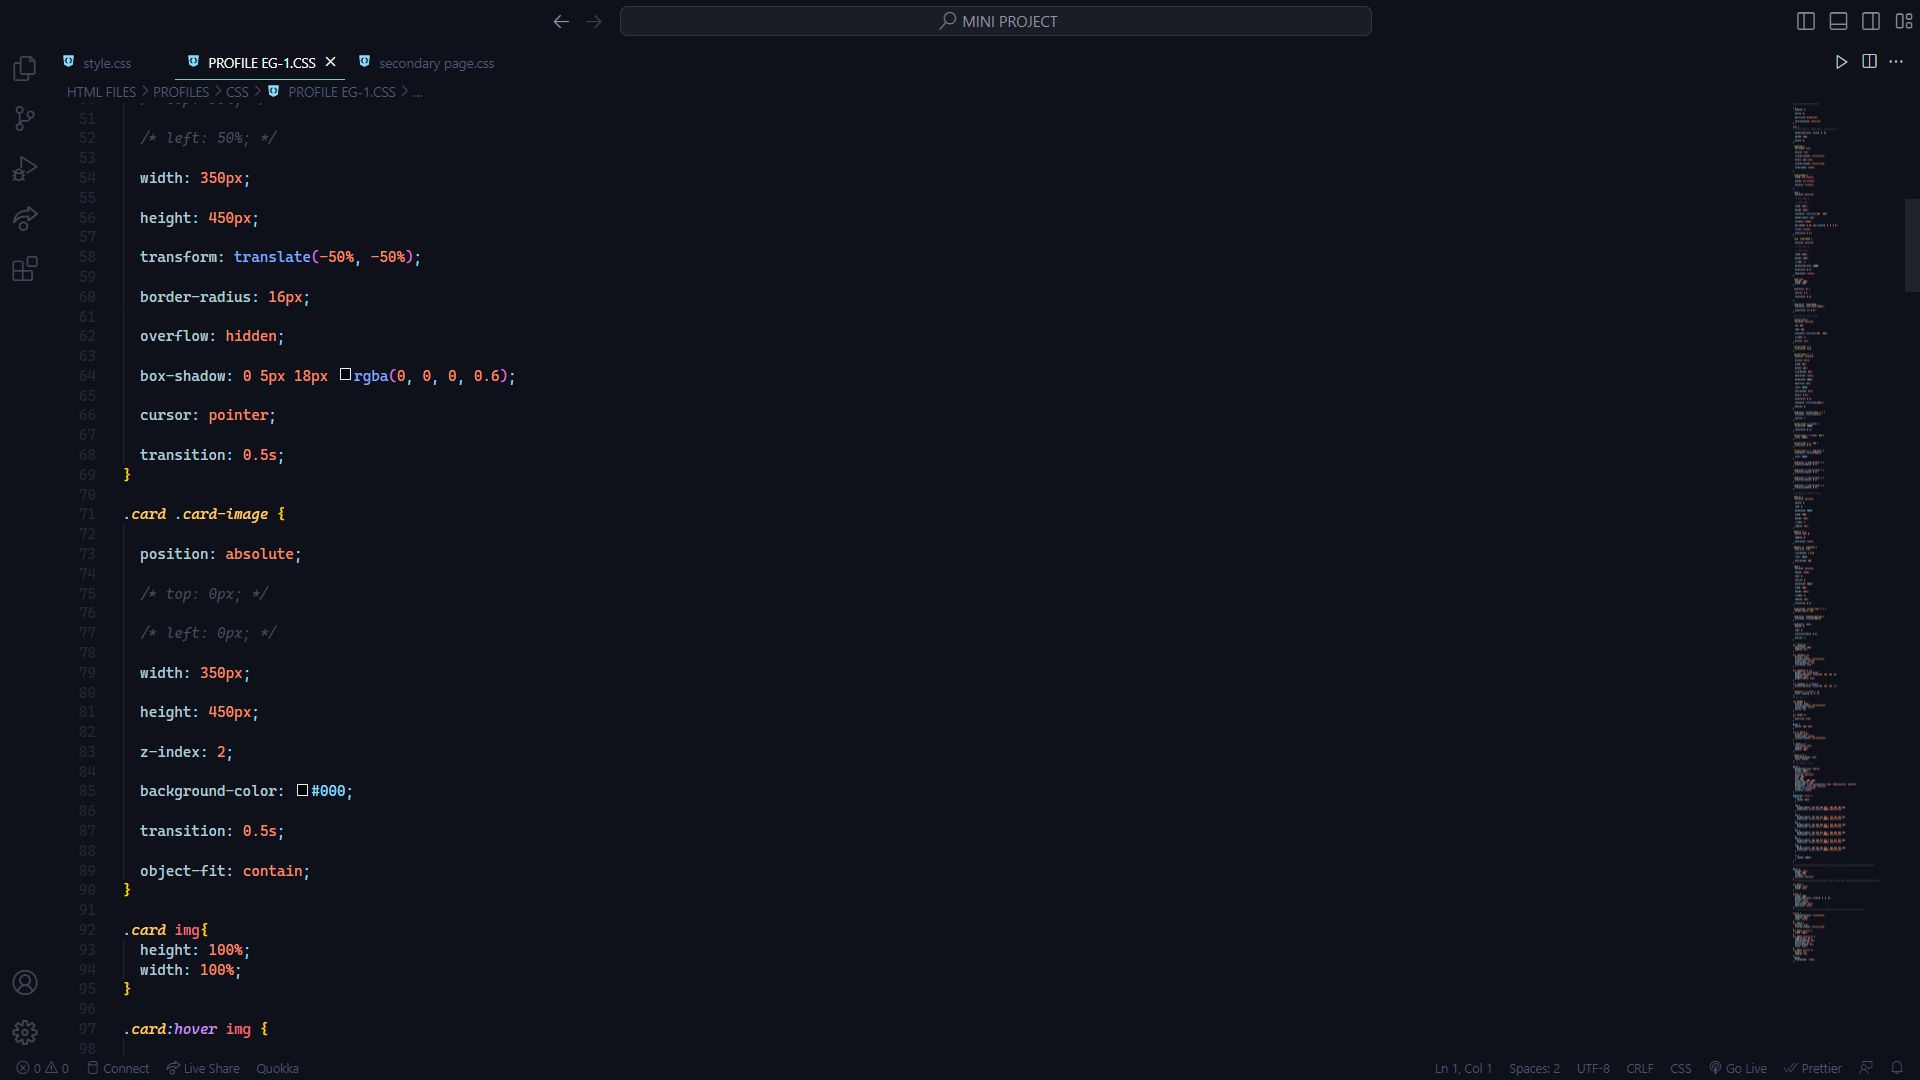 MINI PROJECT
style.css
PROFILE EG-1.CSS
secondary page.css
HTML FILES > PROFILES > CSS > PROFILE EG-1.CSS > ...
51
52 /* left: 50%; */
53
54 width: 350px;
55
56 height: 450px;
57
58 transform: translate(-50%, -50%);
59
60 border-radius: 16px;
61
62 overflow: hidden;
63
64 box-shadow: 0 5px 18px rgba(0, 0, 0, 0.6);
65
66 cursor: pointer;
67
68 transition: 0.5s;
69 }
70
71 .card .card-image {
72
73 position: absolute;
74
75 /* top: 0px; */
76
77 /* left: 0px; */
78
79 width: 350px;
80
81 height: 450px;
82
83 z-index: 2;
84
85 background-color: #000;
86
87 transition: 0.5s;
88
89 object-fit: contain;
90 }
91
92 .card img{
93 height: 100%;
94 width: 100%;
95 }
96
97 .card:hover img {
98
0 0 Connect Live Share Quokka
Ln 1, Col 1 Spaces: 2 UTF-8 CRLF CSS Go Live Prettier